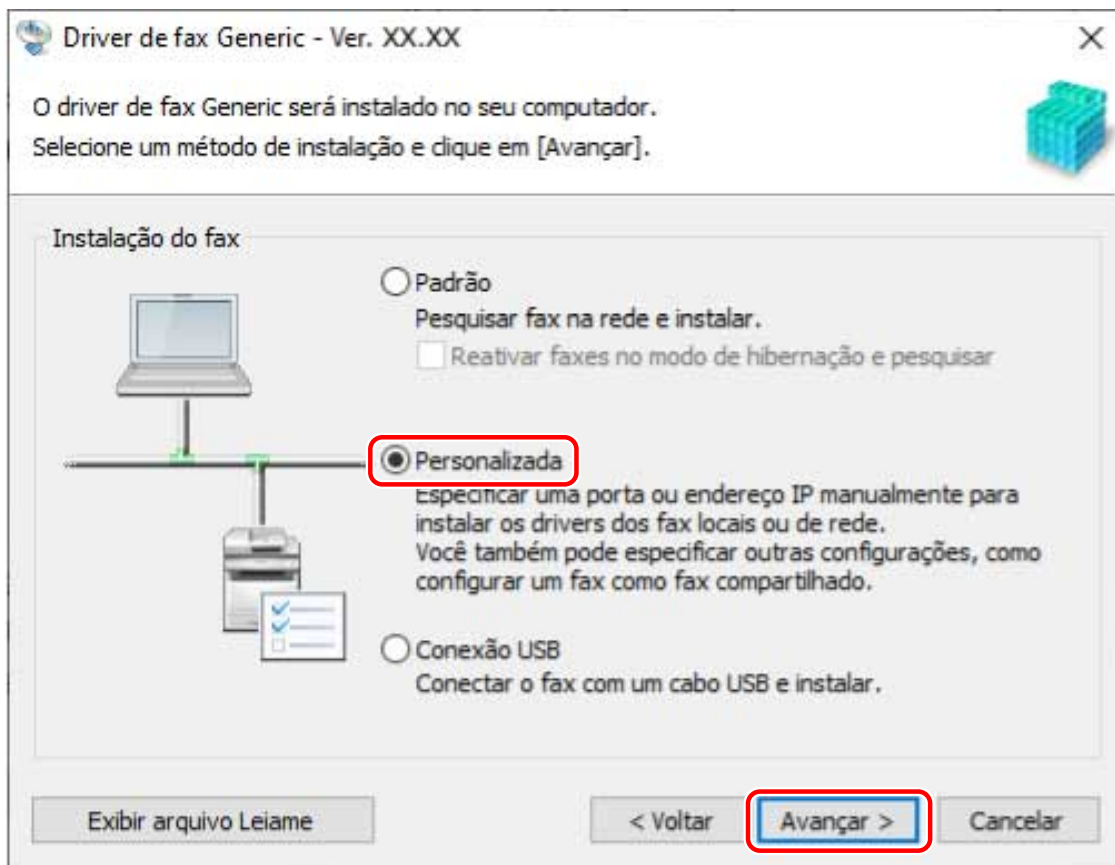 Driver de fax Generic - Ver. XX.XX
O driver de fax Generic será instalado no seu computador.
Selecione um método de instalação e clique em [Avançar].
Instalação do fax
Padrão
Pesquisar fax na rede e instalar.
Reativar faxes no modo de hibernação e pesquisar
Personalizada
Especificar uma porta ou endereço IP manualmente para
instalar os drivers dos fax locais ou de rede.
Você também pode especificar outras configurações, como
configurar um fax como fax compartilhado.
Conexão USB
Conectar o fax com um cabo USB e instalar.
Exibir arquivo Leiame
< Voltar
Avançar >
Cancelar